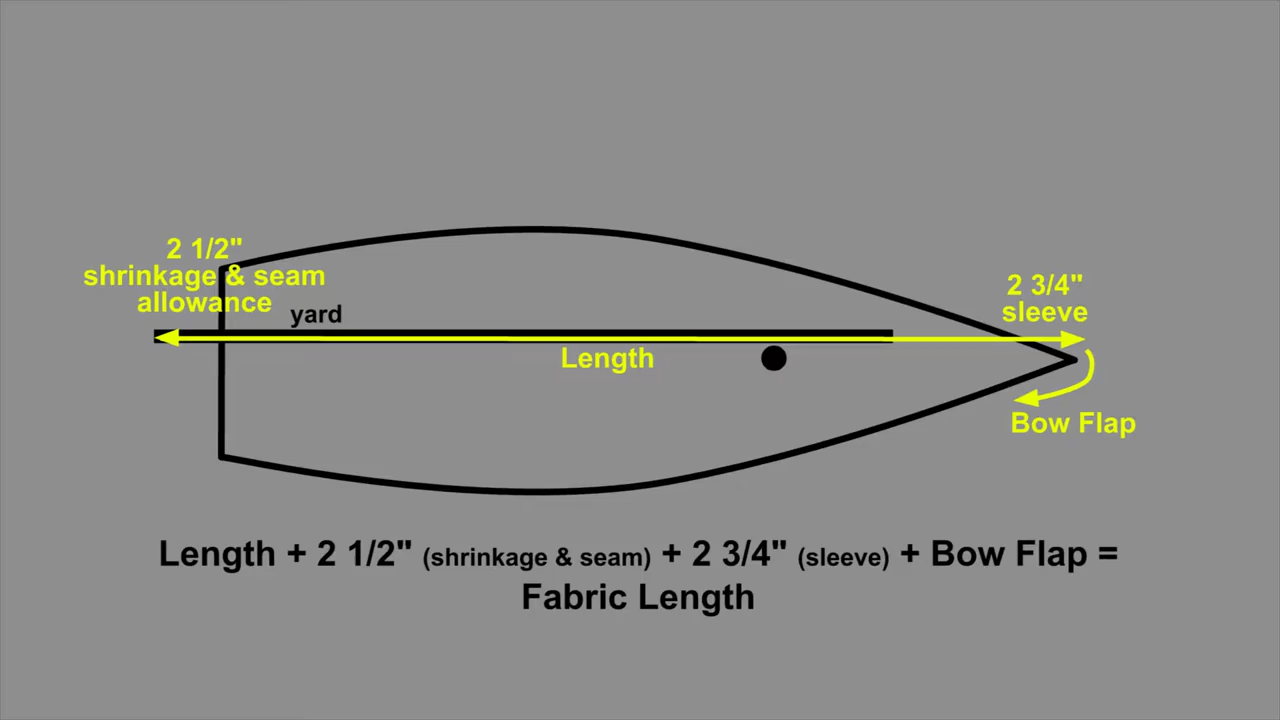 2 1/2"
shrinkage & seam
allowance
yard
Length
2 3/4"
sleeve
Bow Flap
Length + 2 1/2" (shrinkage & seam) + 2 3/4" (sleeve) + Bow Flap =
Fabric Length